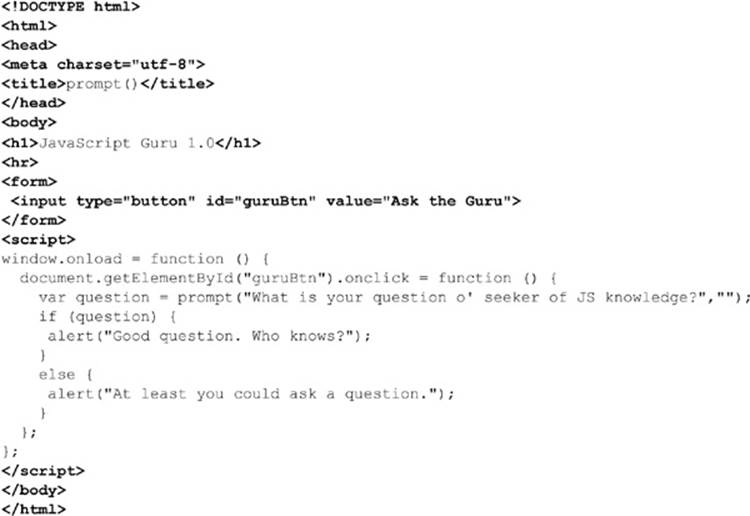 <!DOCTYPE html>
<html>
<head>
<meta charset="utf-8">
<title>prompt()</title>
</head>
<body>
<h1>JavaScript Guru 1.0</h1>
<hr>
<form>
 <input type="button" id="guruBtn" value="Ask the Guru">
</form>
<script>
window.onload = function () {
  document.getElementById("guruBtn").onclick = function () {
    var question = prompt("What is your question o' seeker of JS knowledge?","");
    if (question) {
     alert("Good question. Who knows?");
    }
    else {
     alert("At least you could ask a question.");
    }
  };
};
</script>
</body>
</html>